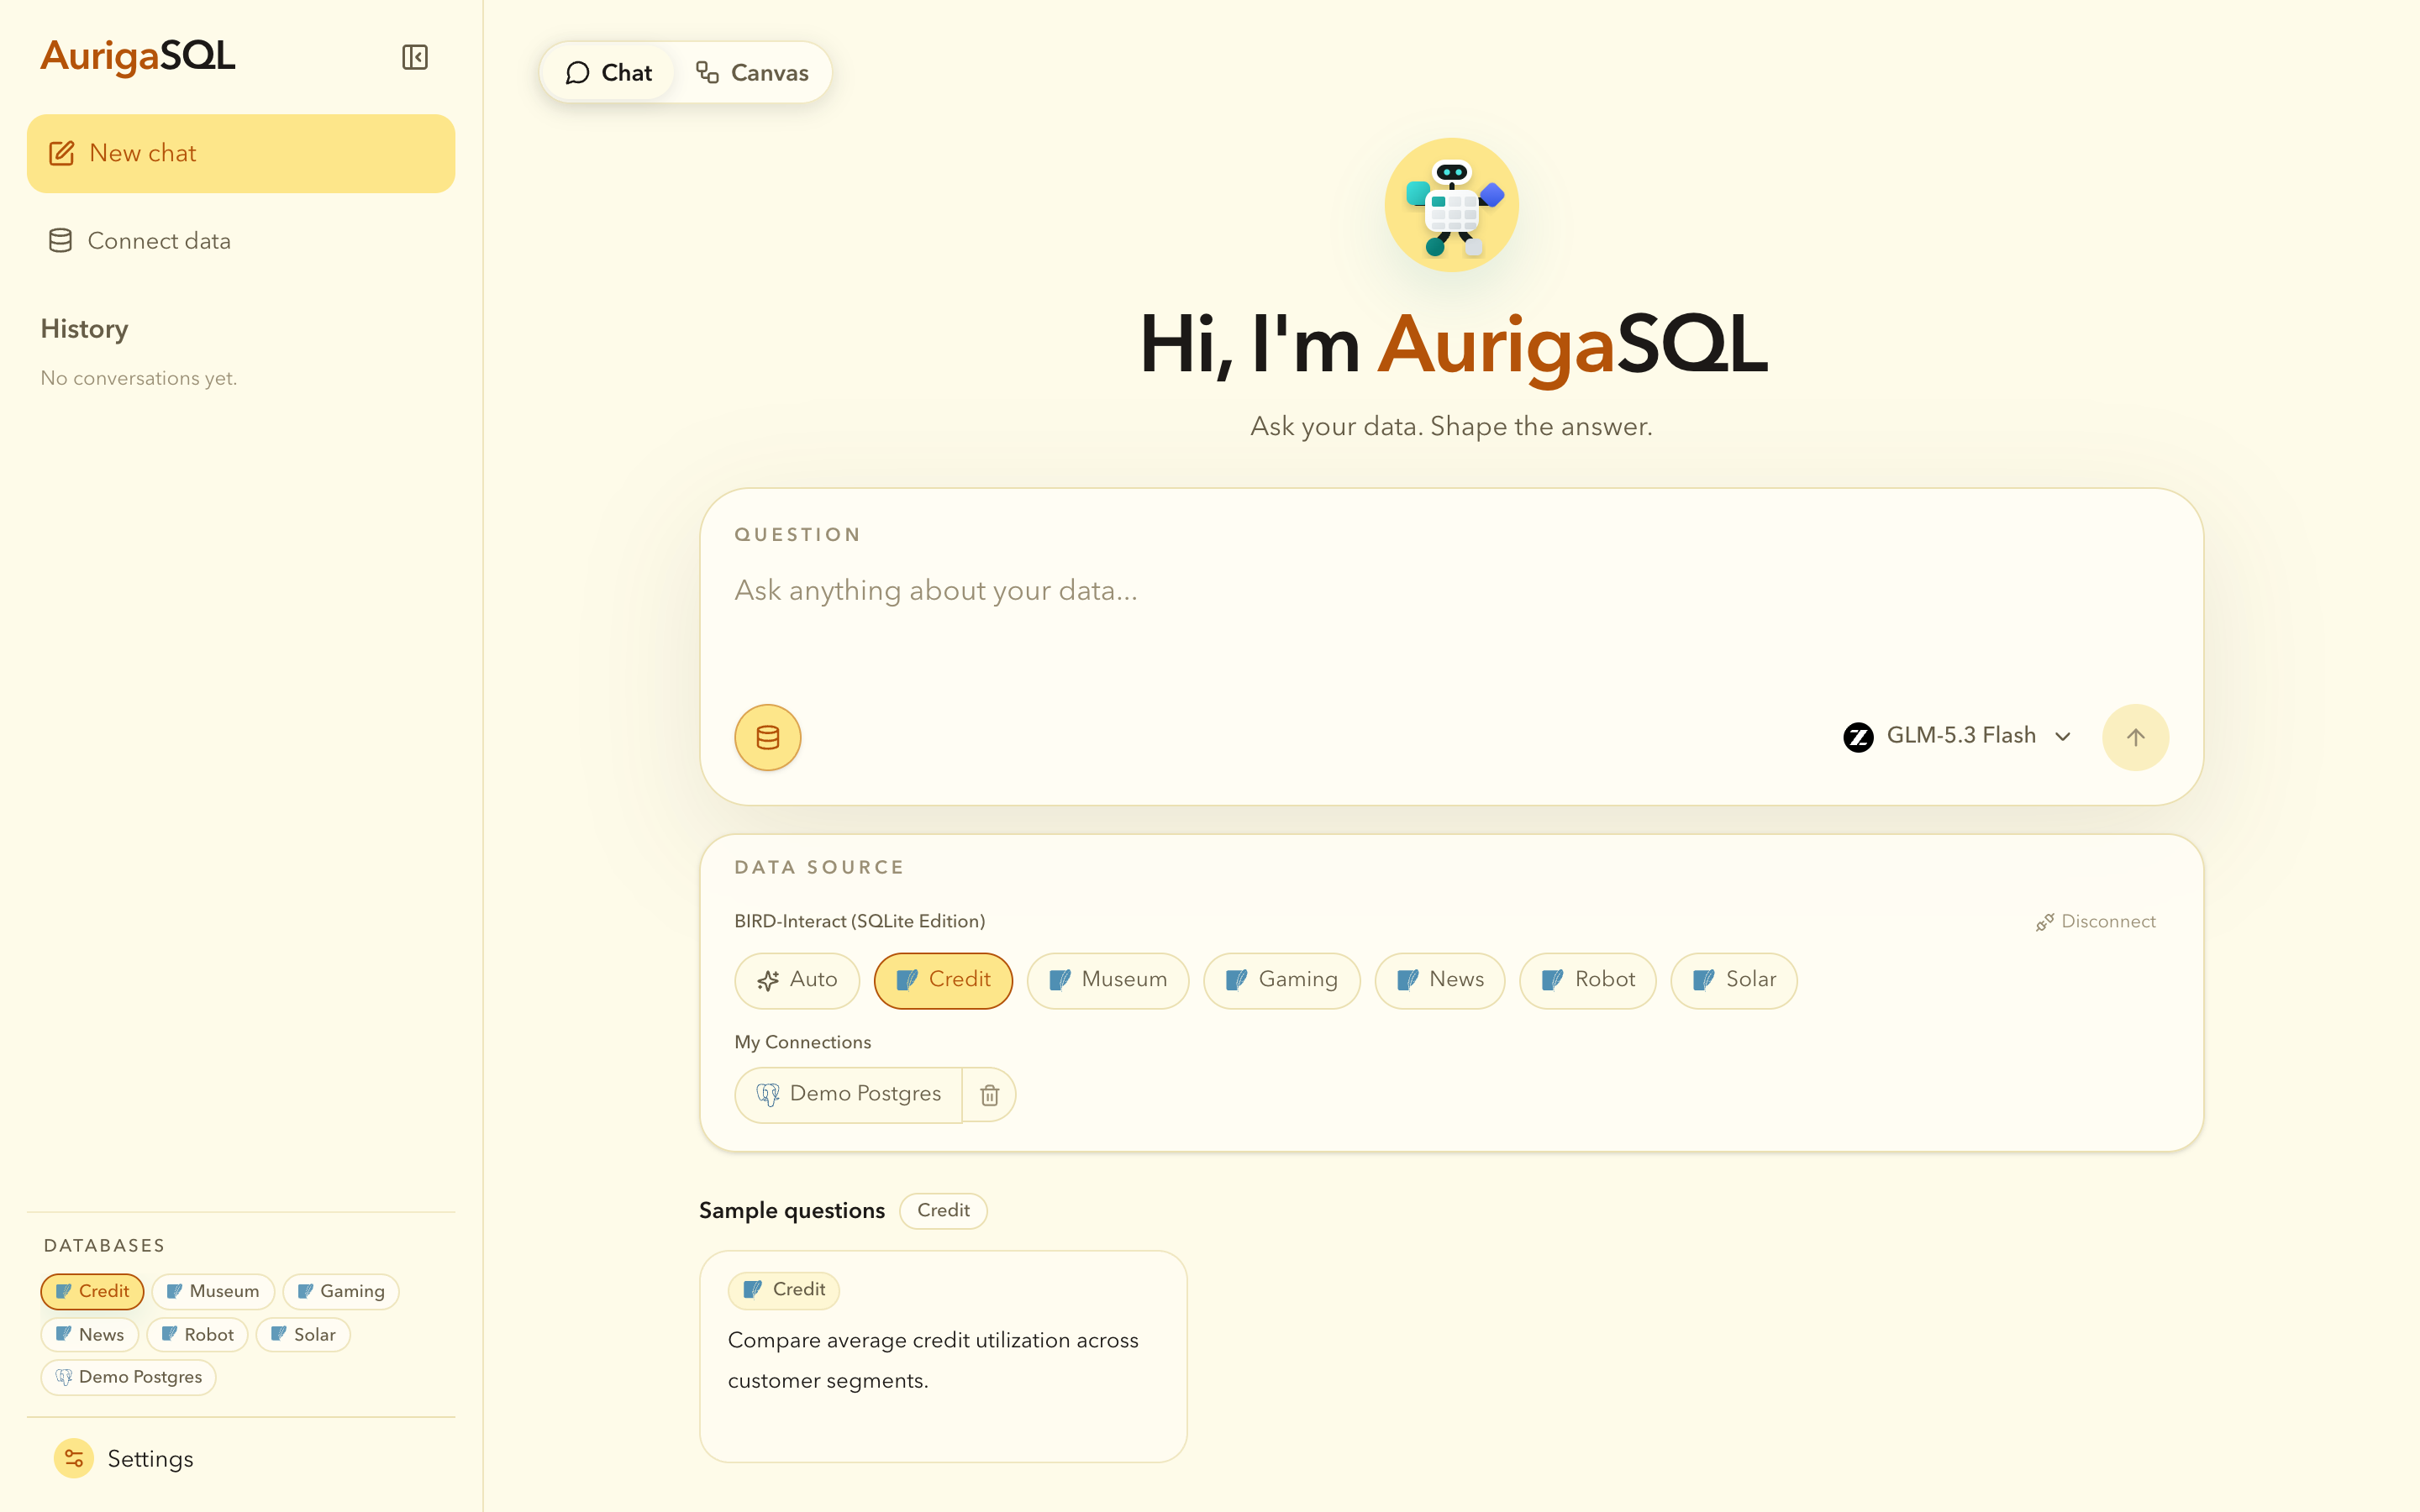 AurigaSQL
New chat
Connect data
History
No conversations yet.
DATABASES
Credit
Museum
Gaming
News
Robot
Solar
Demo Postgres
Settings
Chat
Canvas
Hi, I'm AurigaSQL
Ask your data. Shape the answer.
QUESTION
Ask anything about your data...
GLM-5.3 Flash
DATA SOURCE
BIRD-Interact (SQLite Edition)
Disconnect
Auto
Credit
Museum
Gaming
News
Robot
Solar
My Connections
Demo Postgres
Sample questions
Credit
Credit
Compare average credit utilization across
customer segments.